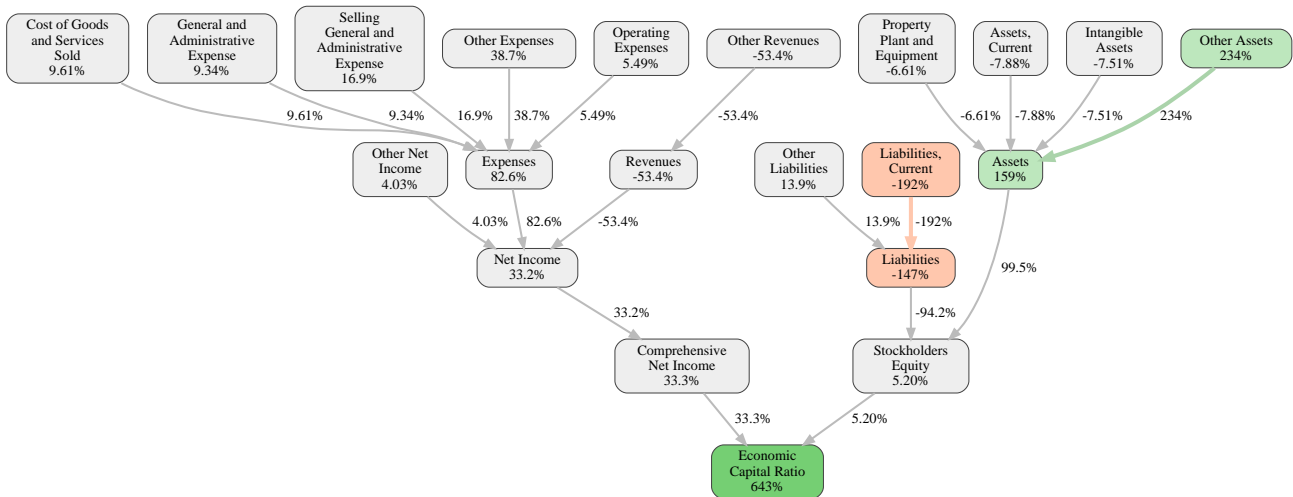 Cost of Goods
and Services
Sold
9.61%
General and
Administrative
Expense
9.34%
Selling
General and
Administrative
Expense
16.9%
Other Expenses
38.7%
Operating
Expenses
5.49%
Other Revenues
-53.4%
Property
Plant and
Equipment
-6.61%
Assets,
Current
-7.88%
Intangible
Assets
-7.51%
Other Assets
234%
9.61%
9.34%
16.9%
38.7%
5.49%
-53.4%
-6.61%
-7.88%
-7.51%
234%
Other Net
Income
4.03%
Expenses
82.6%
Revenues
-53.4%
Other
Liabilities
13.9%
Liabilities,
Current
-192%
Assets
159%
4.03%
82.6%
-53.4%
13.9%
-192%
Net Income
33.2%
Liabilities
-147%
99.5%
33.2%
-94.2%
Comprehensive
Net Income
33.3%
Stockholders
Equity
5.20%
33.3%
5.20%
Economic
Capital Ratio
643%